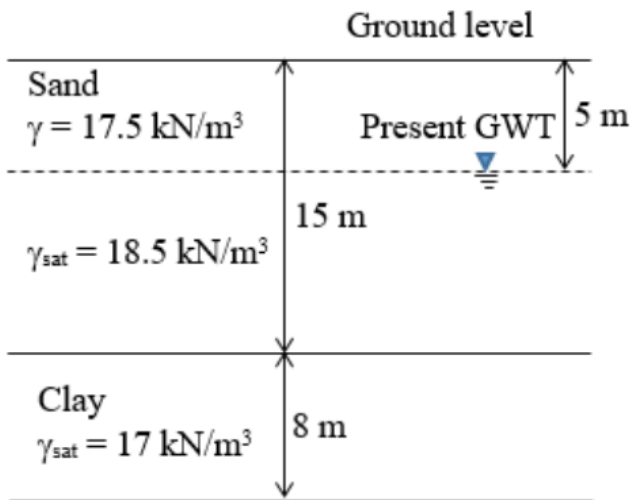 Ground level
Sand
γ = 17.5 kN/m³
Present GWT
5 m
15 m
γsat = 18.5 kN/m³
Clay
γsat = 17 kN/m³
8 m